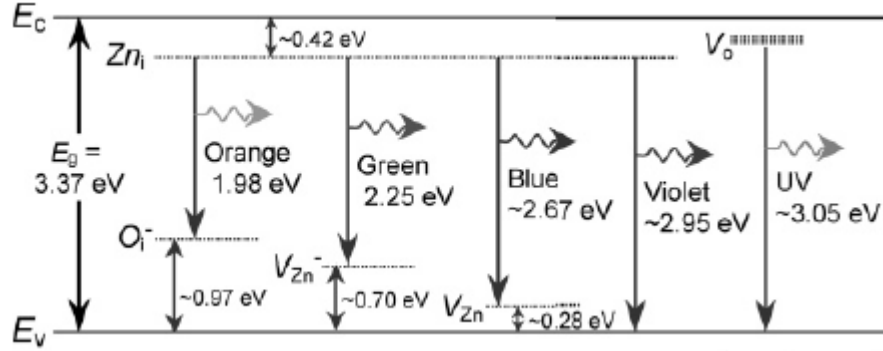 E_c
~0.42 eV
Zn_i
V_o
E_g =
3.37 eV
Orange
1.98 eV
Green
2.25 eV
Blue
~2.67 eV
Violet
~2.95 eV
UV
~3.05 eV
O_i^-
V_Zn^-
~0.97 eV
~0.70 eV
V_Zn
~0.28 eV
E_v